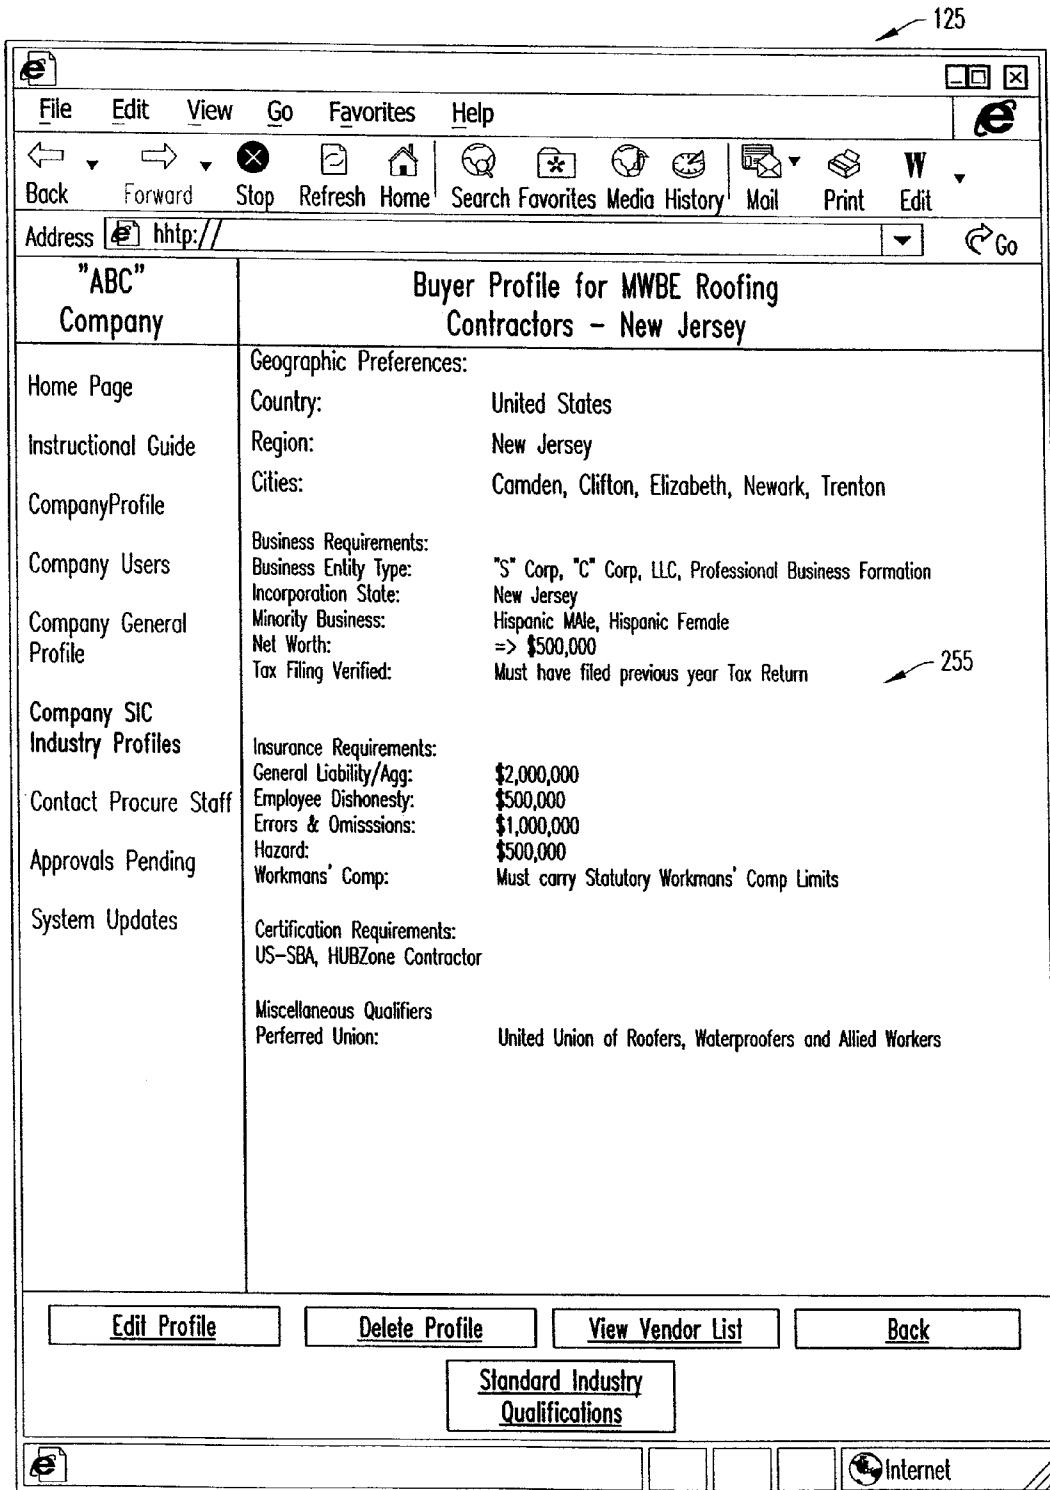 125
File Edit View Go Favorites Help
Back Forward Stop Refresh Home Search Favorites Media History Mail Print Edit
W
Address hhtp:// Go
"ABC"
Company
Buyer Profile for MWBE Roofing
Contractors – New Jersey
Home Page
Instructional Guide
CompanyProfile
Company Users
Company General
Profile
Company SIC
Industry Profiles
Contact Procure Staff
Approvals Pending
System Updates
Geographic Preferences:
Country: United States
Region: New Jersey
Cities: Camden, Clifton, Elizabeth, Newark, Trenton
Business Requirements:
Business Entity Type: "S" Corp, "C" Corp, LLC, Professional Business Formation
Incorporation State: New Jersey
Minority Business: Hispanic MAle, Hispanic Female
Net Worth: => $500,000
Tax Filing Verified: Must have filed previous year Tax Return
255
Insurance Requirements:
General Liability/Agg: $2,000,000
Employee Dishonesty: $500,000
Errors & Omisssions: $1,000,000
Hazard: $500,000
Workmans' Comp: Must carry Statutory Workmans' Comp Limits
Certification Requirements:
US–SBA, HUBZone Contractor
Miscellaneous Qualifiers
Perferred Union: United Union of Roofers, Waterproofers and Allied Workers
Edit Profile Delete Profile View Vendor List Back
Standard Industry
Qualifications
Internet